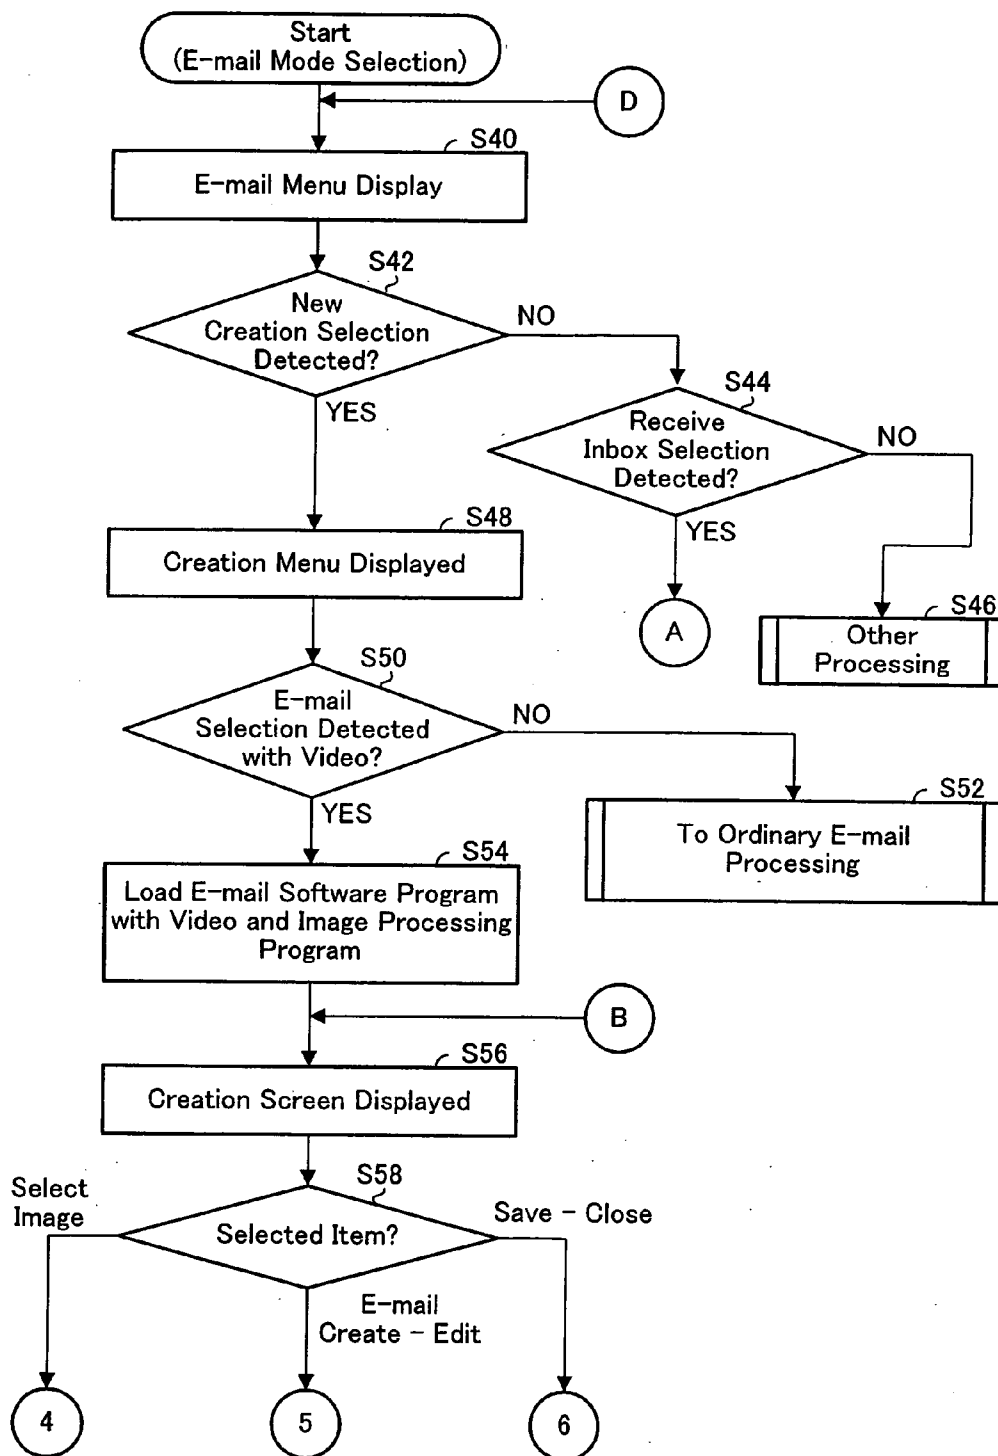 Start
(E-mail Mode Selection)
D
S40
E-mail Menu Display
S42
New
Creation Selection
Detected?
NO
YES
S44
Receive
Inbox Selection
Detected?
NO
YES
S48
Creation Menu Displayed
A
S46
Other
Processing
S50
E-mail
Selection Detected
with Video?
NO
YES
S52
To Ordinary E-mail
Processing
S54
Load E-mail Software Program
with Video and Image Processing
Program
B
S56
Creation Screen Displayed
S58
Selected Item?
Select
Image
Save - Close
E-mail
Create - Edit
4
5
6